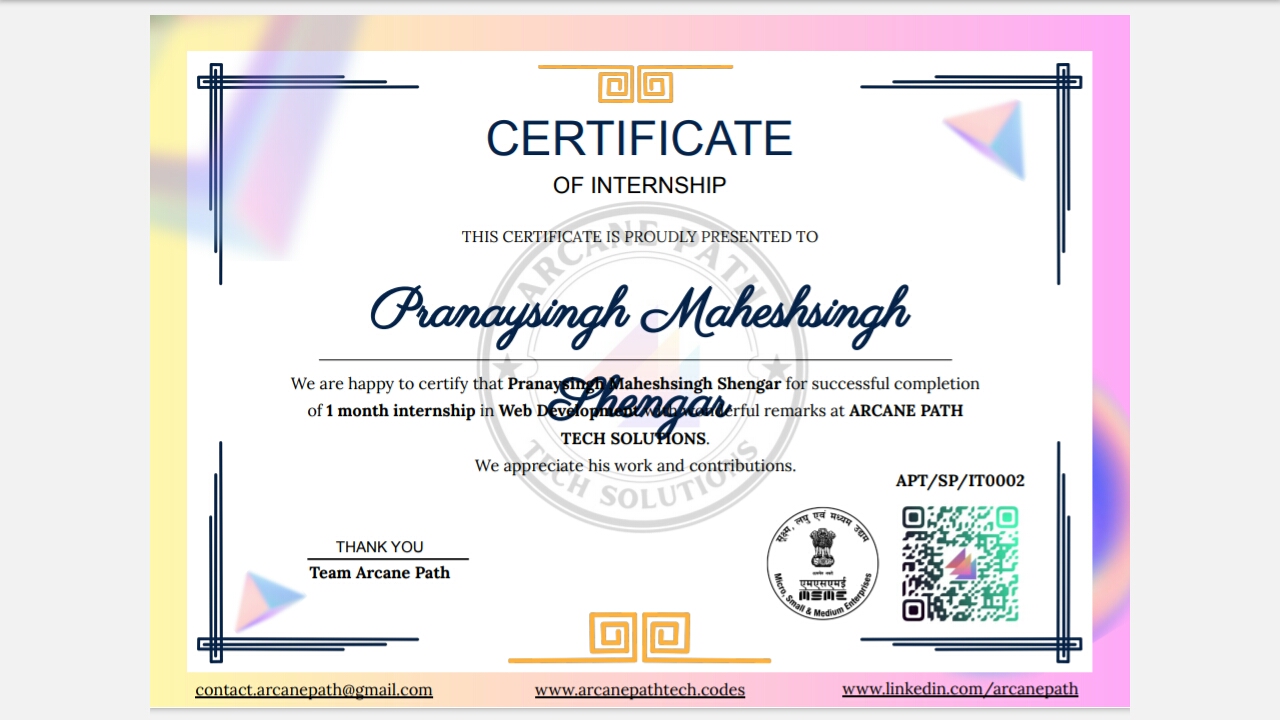 CERTIFICATE
OF INTERNSHIP
THIS CERTIFICATE IS PROUDLY PRESENTED TO
ARCANE PATH
Pranaysingh Maheshsingh
Shengar
We are happy to certify that Pranaysingh Maheshsingh Shengar for successful completion
of 1 month internship in Web Development with wonderful remarks at ARCANE PATH
TECH SOLUTIONS.
We appreciate his work and contributions.
TECH SOLUTIONS
APT/SP/IT0002
THANK YOU
Team Arcane Path
सूक्ष्म, लघु एवं मध्यम उद्यम
एमएसएमई
MSME
Micro, Small & Medium Enterprises
contact.arcanepath@gmail.com
www.arcanepathtech.codes
www.linkedin.com/arcanepath